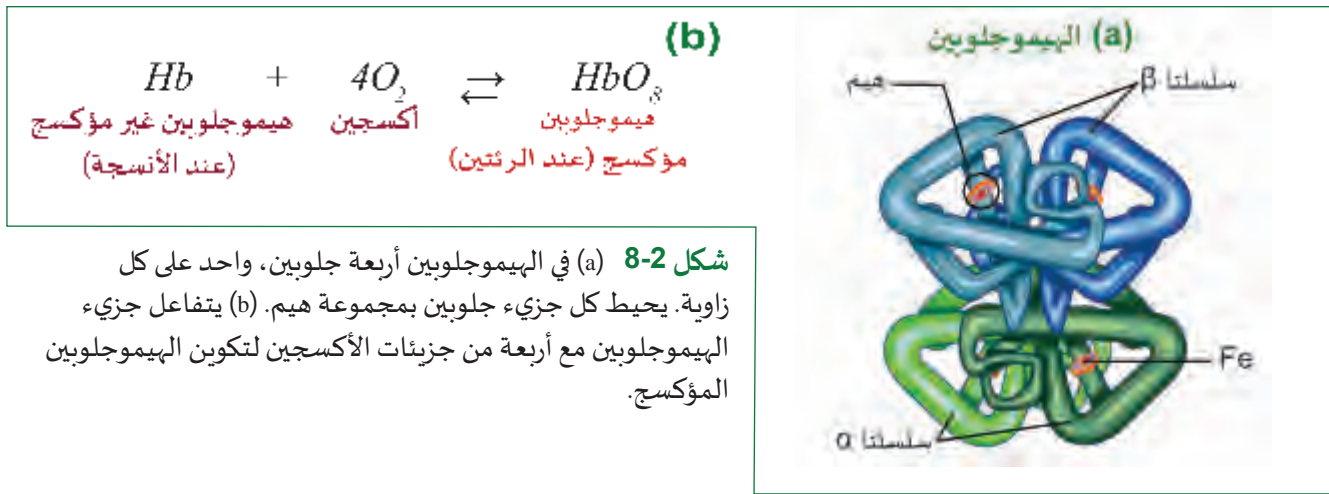 (a) الهيموجلوبين
هيم
سلسلتا β
Fe
سلسلتا α
(b)
Hb + 4O₂ ⇄ HbO₈
هيموجلوبين غير مؤكسج
(عند الأنسجة)
أكسجين
هيموجلوبين
مؤكسج (عند الرئتين)
شكل 2-8 (a) في الهيموجلوبين أربعة جلوبين، واحد على كل
زاوية. يحيط كل جزيء جلوبين بمجموعة هيم. (b) يتفاعل جزيء
الهيموجلوبين مع أربعة من جزيئات الأكسجين لتكوين الهيموجلوبين
المؤكسج.